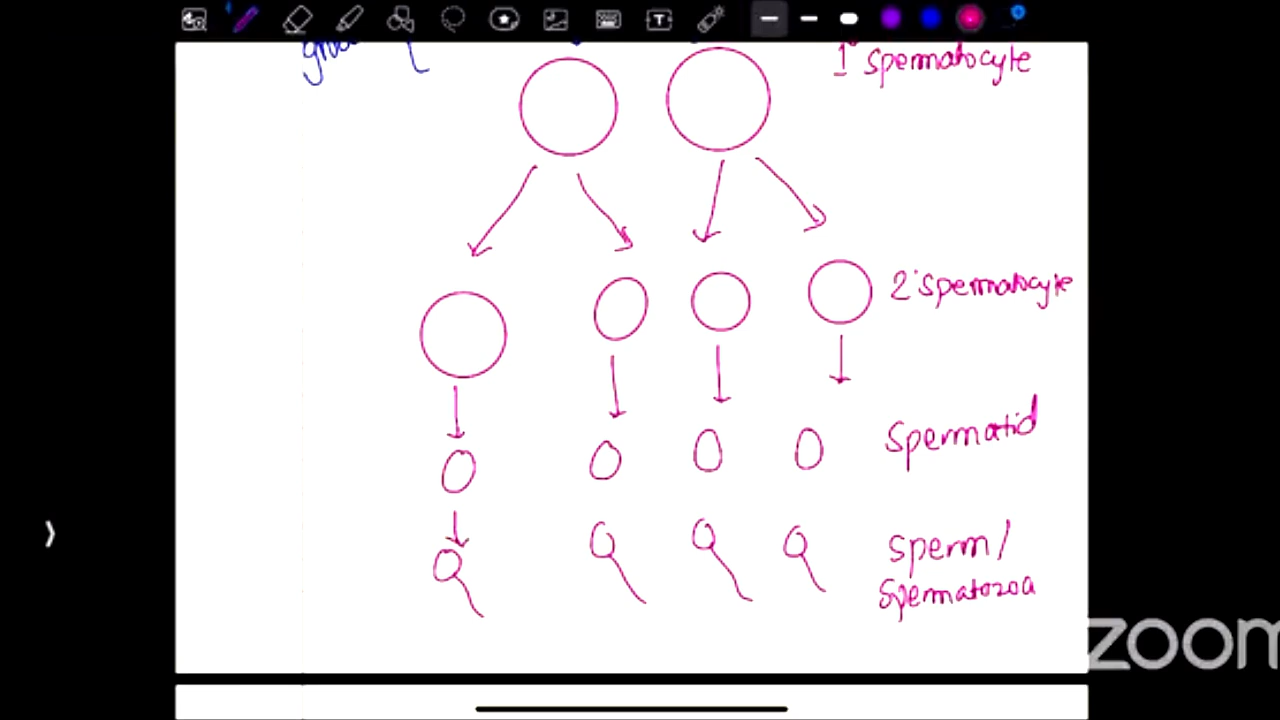 1° Spermatocyte
2° Spermatocyte
Spermatid
Sperm/
Spermatozoa
zoom